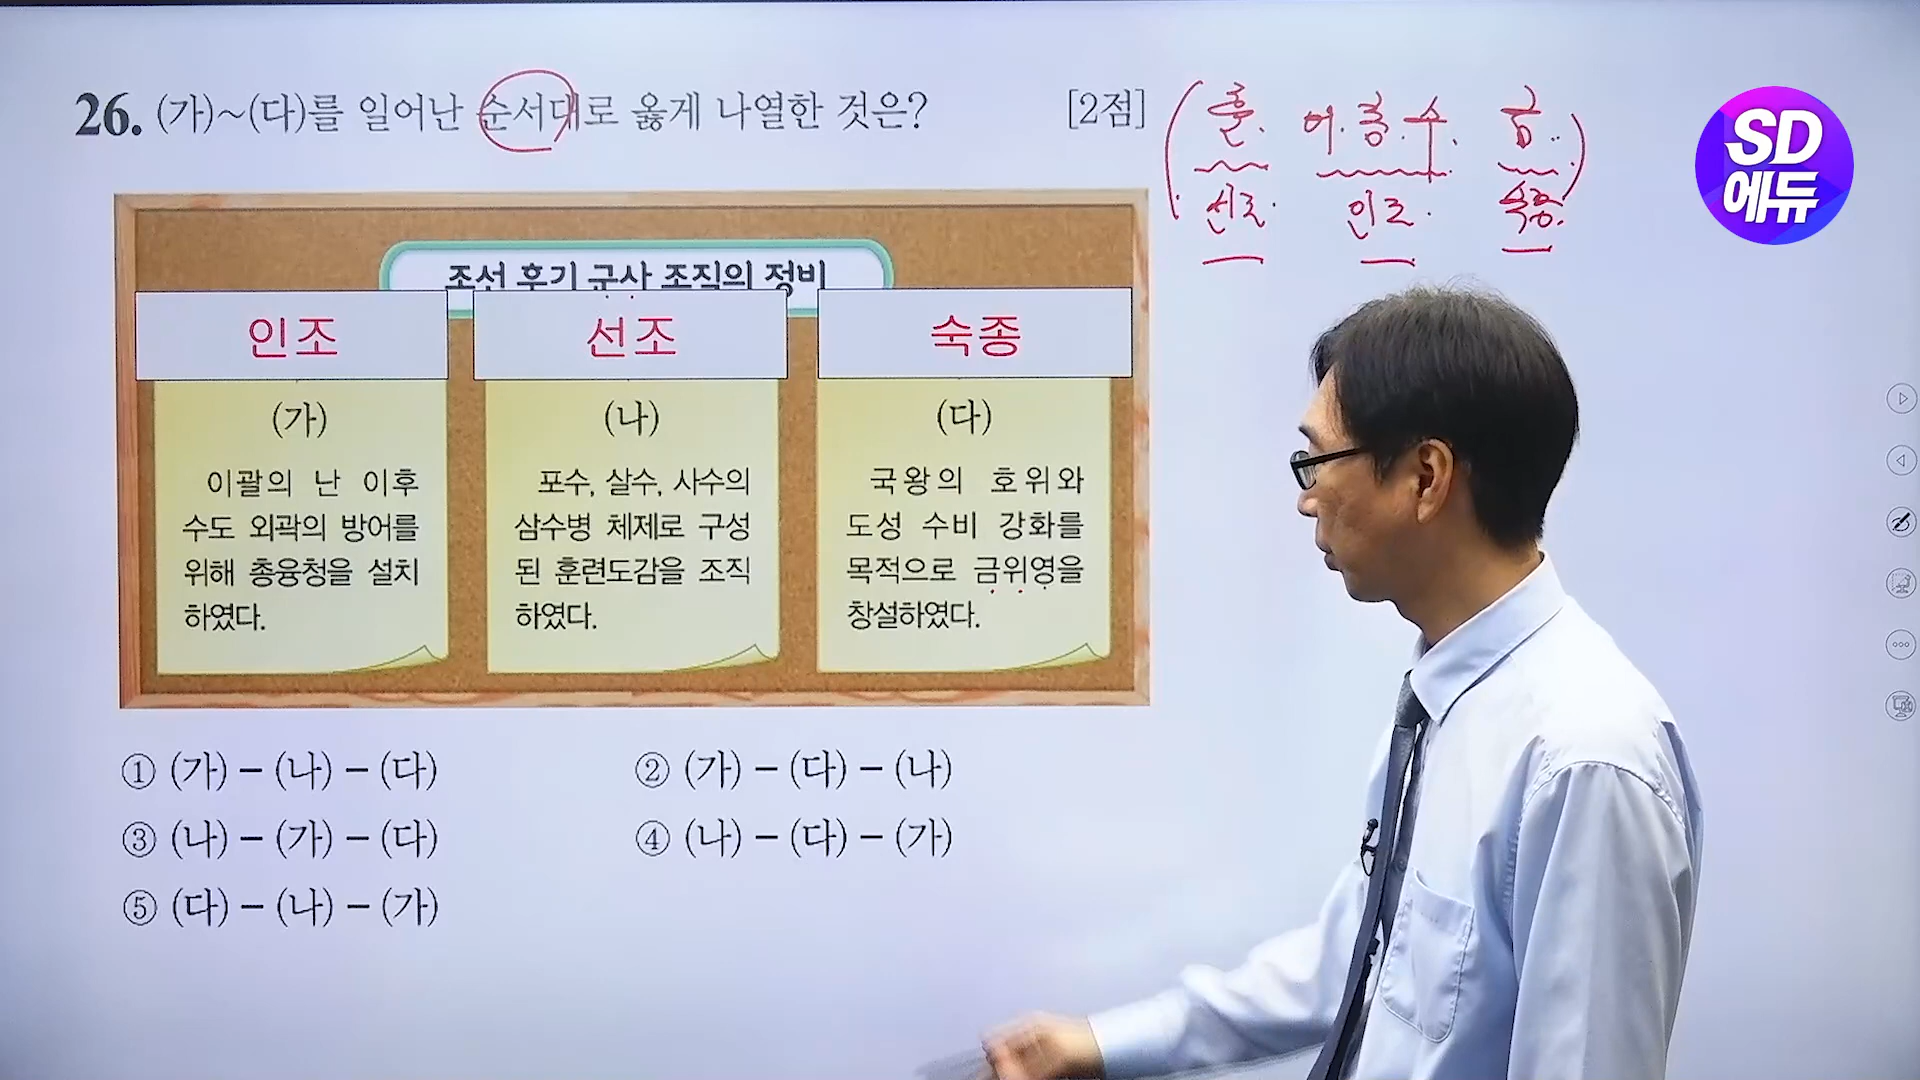 26. (가)~(다)를 일어난 순서대로 옳게 나열한 것은? [2점]
(훈. 어.총.수. 금..)
선조. 인조. 숙종.
SD
에듀
조선 후기 군사 조직의 정비
인조 선조 숙종
(가)
이괄의 난 이후
수도 외곽의 방어를
위해 총융청을 설치
하였다.
(나)
포수, 살수, 사수의
삼수병 체제로 구성
된 훈련도감을 조직
하였다.
(다)
국왕의 호위와
도성 수비 강화를
목적으로 금위영을
창설하였다.
① (가) – (나) – (다) ② (가) – (다) – (나)
③ (나) – (가) – (다) ④ (나) – (다) – (가)
⑤ (다) – (나) – (가)